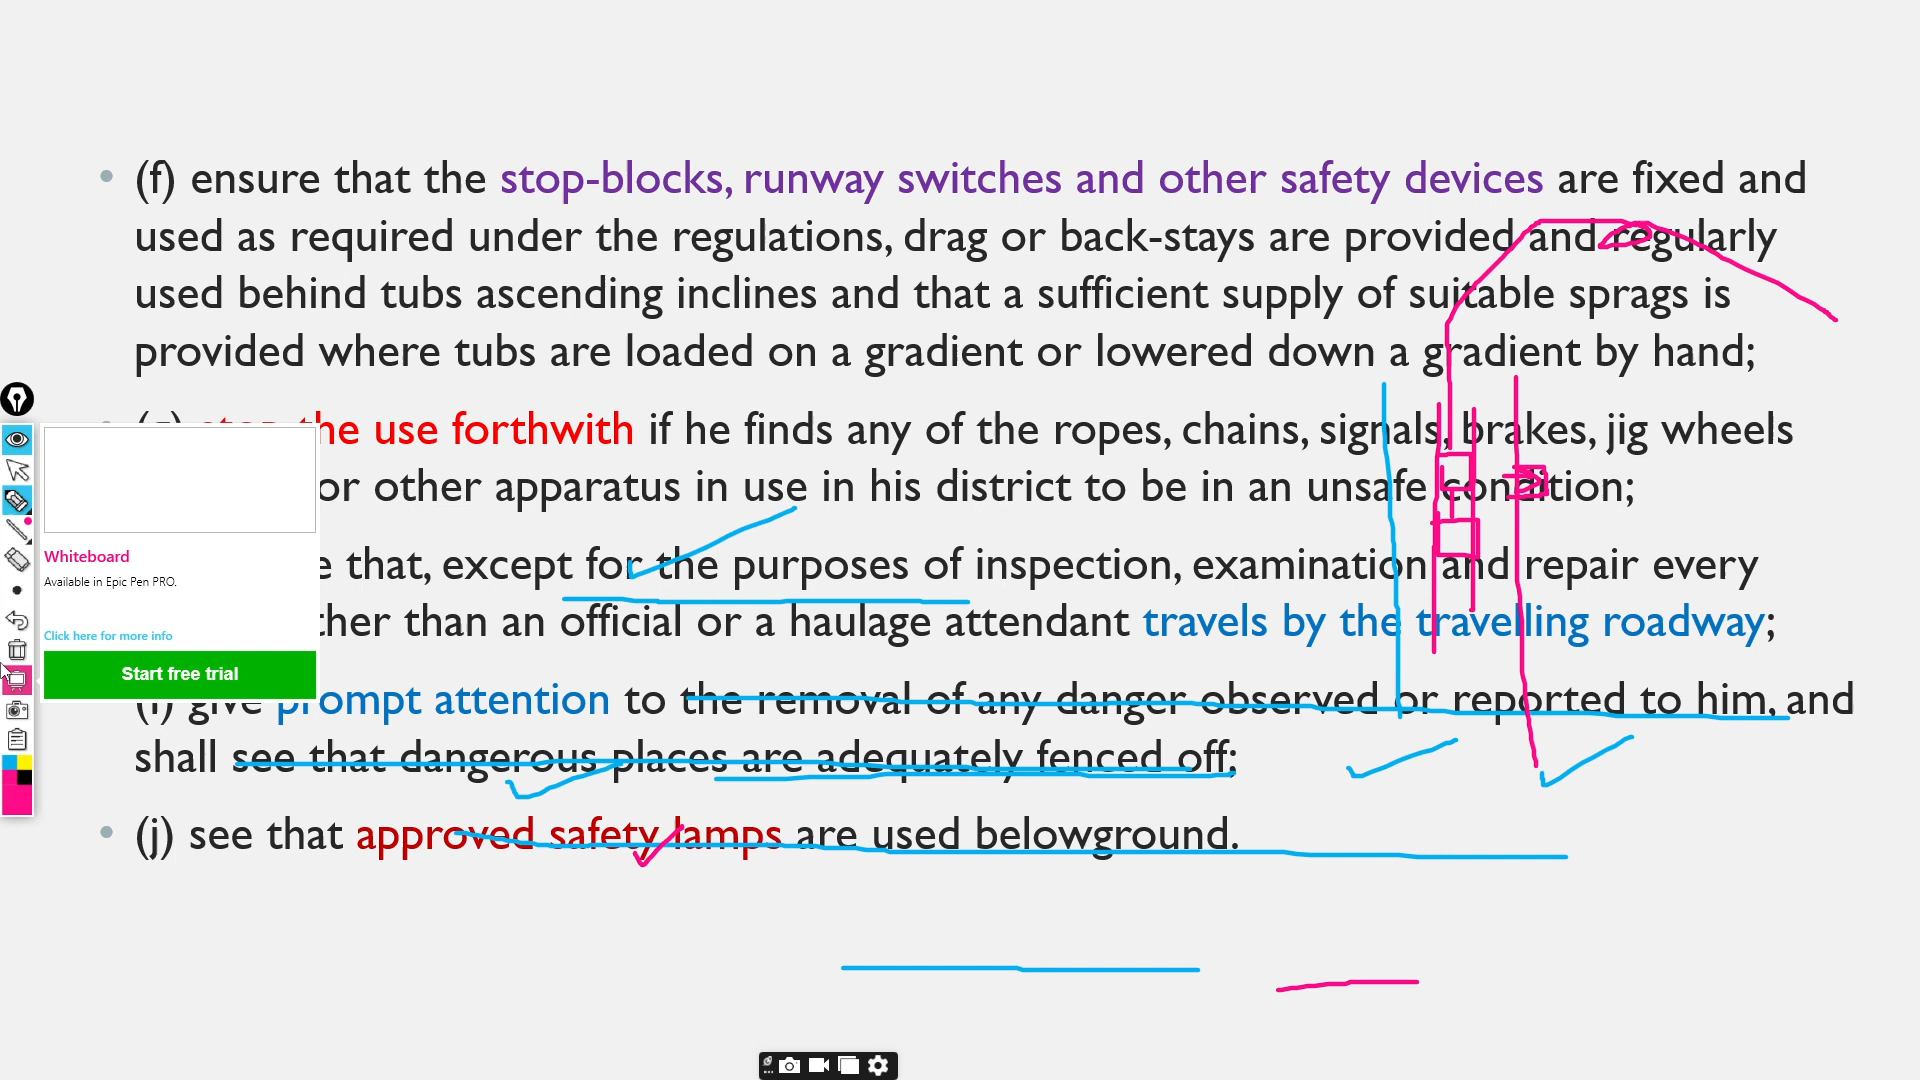 • (f) ensure that the stop-blocks, runway switches and other safety devices are fixed and
used as required under the regulations, drag or back-stays are provided and regularly
used behind tubs ascending inclines and that a sufficient supply of suitable sprags is
provided where tubs are loaded on a gradient or lowered down a gradient by hand;
the use forthwith if he finds any of the ropes, chains, signals, brakes, jig wheels
or other apparatus in use in his district to be in an unsafe condition;
that, except for the purposes of inspection, examination and repair every
than an official or a haulage attendant travels by the travelling roadway;
(i) give prompt attention to the removal of any danger observed or reported to him, and
shall see that dangerous places are adequately fenced off;
• (j) see that approved safety lamps are used belowground.
Whiteboard
Available in Epic Pen PRO.
Click here for more info
Start free trial